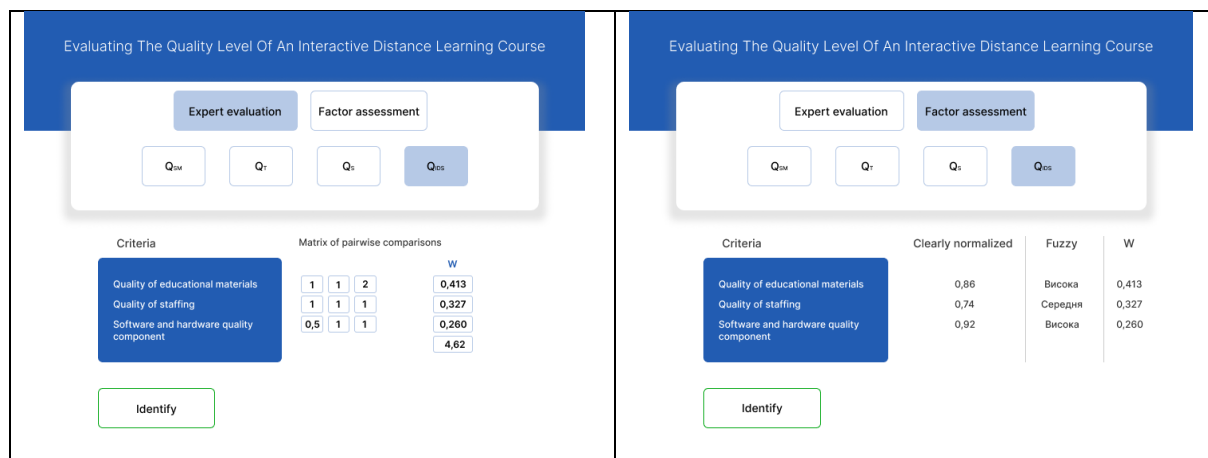 Evaluating The Quality Level Of An Interactive Distance Learning Course
Expert evaluation Factor assessment
QSM QT QS QIDS
Criteria Matrix of pairwise comparisons
W
Quality of educational materials 1 1 2 0,413
Quality of staffing 1 1 1 0,327
Software and hardware quality 0,5 1 1 0,260
component
4,62
Identify
Evaluating The Quality Level Of An Interactive Distance Learning Course
Expert evaluation Factor assessment
QSM QT QS QIDS
Criteria Clearly normalized Fuzzy W
Quality of educational materials 0,86 Висока 0,413
Quality of staffing 0,74 Середня 0,327
Software and hardware quality 0,92 Висока 0,260
component
Identify